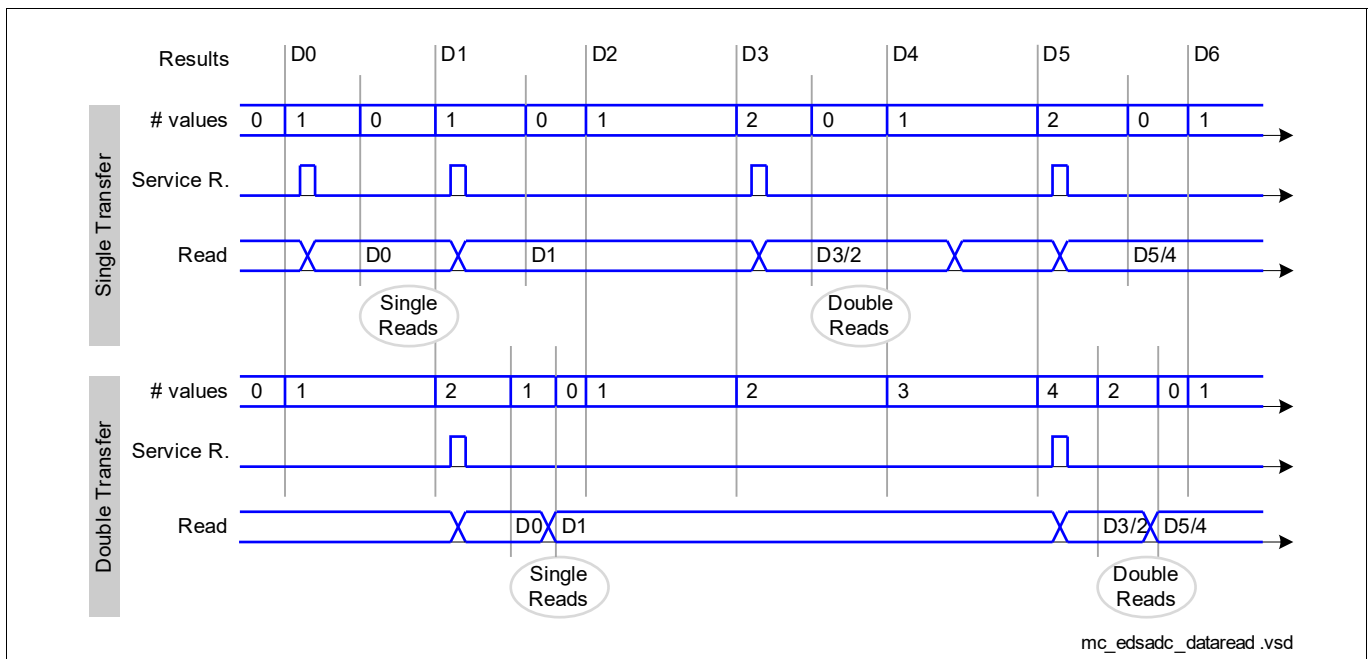 Results D0 D1 D2 D3 D4 D5 D6
Single Transfer
# values 0 1 0 1 0 1 2 0 1 2 0 1
Service R.
Read D0 D1 D3/2 D5/4
Single
Reads
Double
Reads
Double Transfer
# values 0 1 2 1 0 1 2 3 4 2 0 1
Service R.
Read D0 D1 D3/2 D5/4
Single
Reads
Double
Reads
mc_edsadc_dataread .vsd